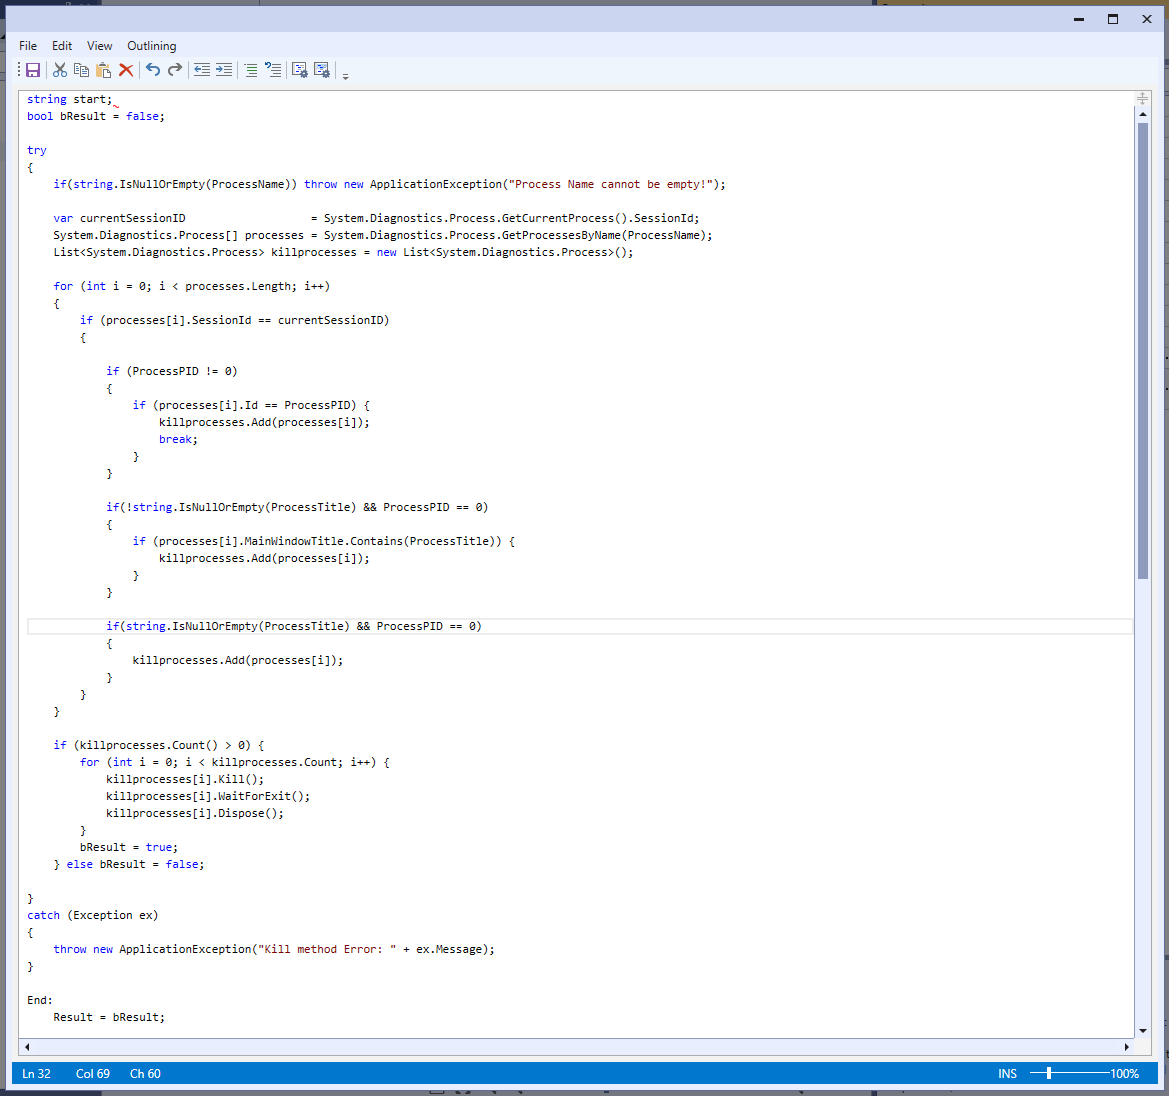 File Edit View Outlining
string start;
bool bResult = false;
try
{
if(string.IsNullOrEmpty(ProcessName)) throw new ApplicationException("Process Name cannot be empty!");
var currentSessionID = System.Diagnostics.Process.GetCurrentProcess().SessionId;
System.Diagnostics.Process[] processes = System.Diagnostics.Process.GetProcessesByName(ProcessName);
List<System.Diagnostics.Process> killprocesses = new List<System.Diagnostics.Process>();
for (int i = 0; i < processes.Length; i++)
{
if (processes[i].SessionId == currentSessionID)
{
if (ProcessPID != 0)
{
if (processes[i].Id == ProcessPID) {
killprocesses.Add(processes[i]);
break;
}
}
if(!string.IsNullOrEmpty(ProcessTitle) && ProcessPID == 0)
{
if (processes[i].MainWindowTitle.Contains(ProcessTitle)) {
killprocesses.Add(processes[i]);
}
}
if(string.IsNullOrEmpty(ProcessTitle) && ProcessPID == 0)
{
killprocesses.Add(processes[i]);
}
}
}
if (killprocesses.Count() > 0) {
for (int i = 0; i < killprocesses.Count; i++) {
killprocesses[i].Kill();
killprocesses[i].WaitForExit();
killprocesses[i].Dispose();
}
bResult = true;
} else bResult = false;
}
catch (Exception ex)
{
throw new ApplicationException("Kill method Error: " + ex.Message);
}
End:
Result = bResult;
Ln 32 Col 69 Ch 60 INS 100%